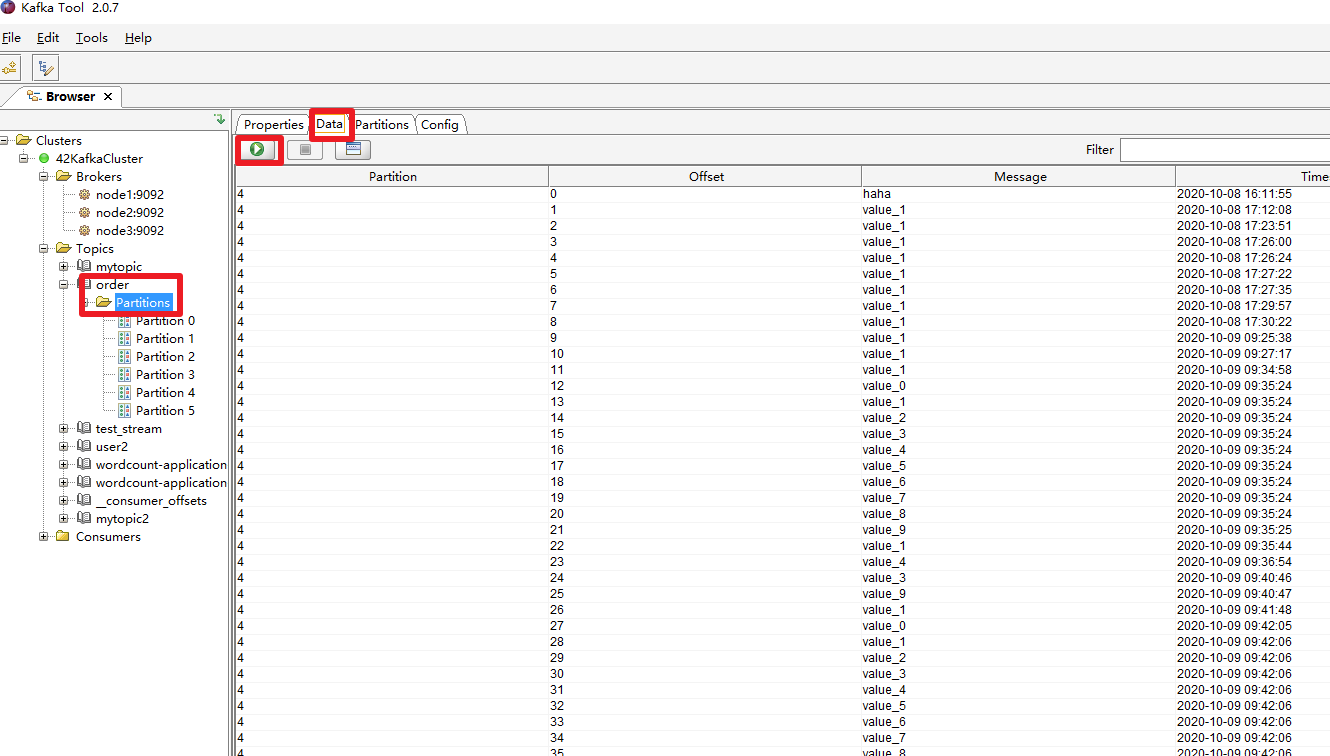 Kafka Tool 2.0.7
File Edit Tools Help
Browser
Properties Data Partitions Config
Filter
Clusters
42KafkaCluster
Brokers
node1:9092
node2:9092
node3:9092
Topics
mytopic
order
Partitions
Partition 0
Partition 1
Partition 2
Partition 3
Partition 4
Partition 5
test_stream
user2
wordcount-application
wordcount-application
__consumer_offsets
mytopic2
Consumers
Partition Offset Message Time
4 0 haha 2020-10-08 16:11:55
4 1 value_1 2020-10-08 17:12:08
4 2 value_1 2020-10-08 17:23:51
4 3 value_1 2020-10-08 17:26:00
4 4 value_1 2020-10-08 17:26:24
4 5 value_1 2020-10-08 17:27:22
4 6 value_1 2020-10-08 17:27:35
4 7 value_1 2020-10-08 17:29:57
4 8 value_1 2020-10-08 17:30:22
4 9 value_1 2020-10-09 09:25:38
4 10 value_1 2020-10-09 09:27:17
4 11 value_1 2020-10-09 09:34:58
4 12 value_0 2020-10-09 09:35:24
4 13 value_1 2020-10-09 09:35:24
4 14 value_2 2020-10-09 09:35:24
4 15 value_3 2020-10-09 09:35:24
4 16 value_4 2020-10-09 09:35:24
4 17 value_5 2020-10-09 09:35:24
4 18 value_6 2020-10-09 09:35:24
4 19 value_7 2020-10-09 09:35:24
4 20 value_8 2020-10-09 09:35:24
4 21 value_9 2020-10-09 09:35:25
4 22 value_1 2020-10-09 09:35:44
4 23 value_4 2020-10-09 09:36:54
4 24 value_3 2020-10-09 09:40:46
4 25 value_9 2020-10-09 09:40:47
4 26 value_1 2020-10-09 09:41:48
4 27 value_0 2020-10-09 09:42:05
4 28 value_1 2020-10-09 09:42:06
4 29 value_2 2020-10-09 09:42:06
4 30 value_3 2020-10-09 09:42:06
4 31 value_4 2020-10-09 09:42:06
4 32 value_5 2020-10-09 09:42:06
4 33 value_6 2020-10-09 09:42:06
4 34 value_7 2020-10-09 09:42:06
4 35 value_8 2020-10-09 09:42:06